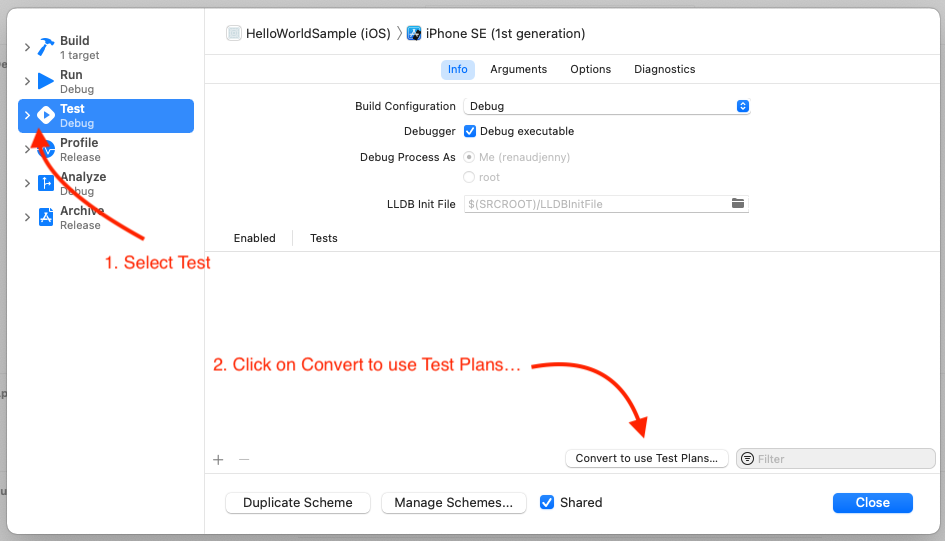 HelloWorldSample (iOS) 〉 iPhone SE (1st generation)
Build
1 target
Run
Debug
Test
Debug
Profile
Release
Analyze
Debug
Archive
Release
1. Select Test
Info Arguments Options Diagnostics
Build Configuration Debug
Debugger Debug executable
Debug Process As Me (renaudjenny)
root
LLDB Init File $(SRCROOT)/LLDBInitFile
Enabled Tests
2. Click on Convert to use Test Plans…
+ − Convert to use Test Plans... Filter
Duplicate Scheme Manage Schemes... Shared Close